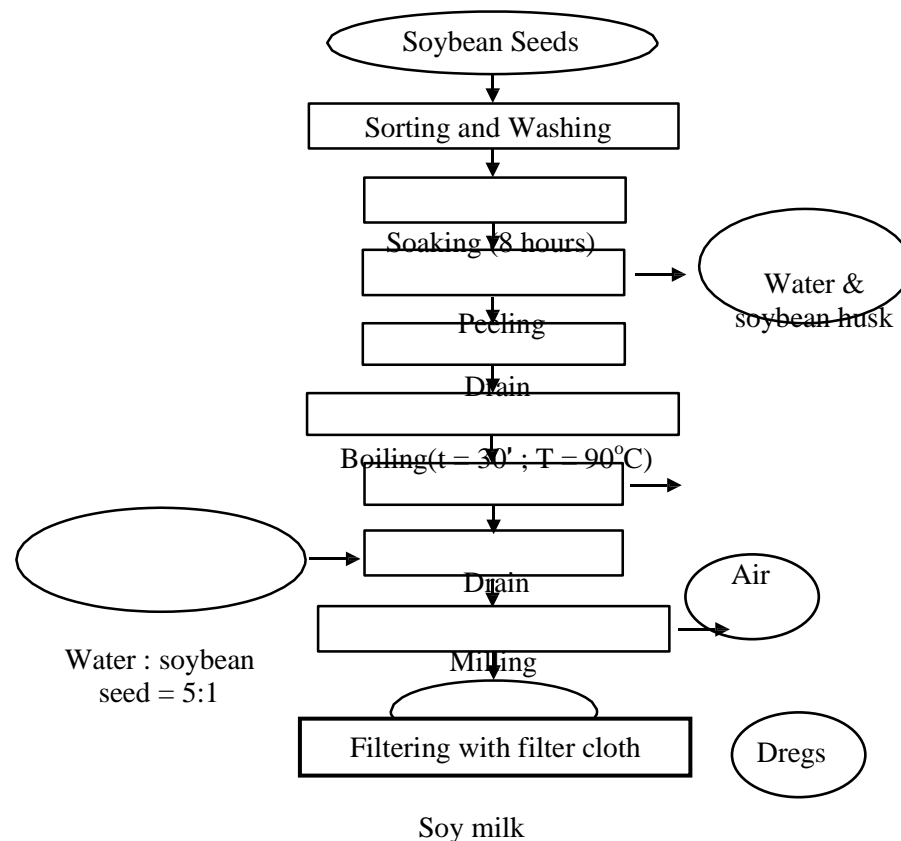 Soybean Seeds
Sorting and Washing
Soaking (8 hours)
Water &
soybean husk
Peeling
Drain
Boiling(t = 30' ; T = 90°C)
Air
Drain
Water : soybean
seed = 5:1
Milling
Filtering with filter cloth
Dregs
Soy milk